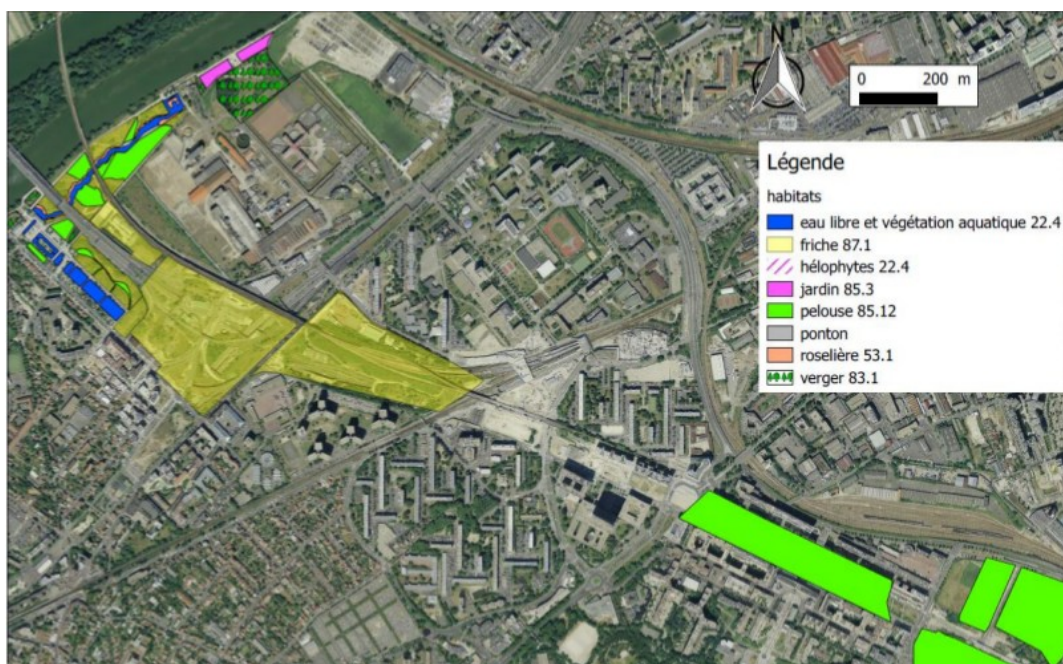 N
0 200 m
Légende
habitats
eau libre et végétation aquatique 22.4
friche 87.1
hélophytes 22.4
jardin 85.3
pelouse 85.12
ponton
roselière 53.1
verger 83.1